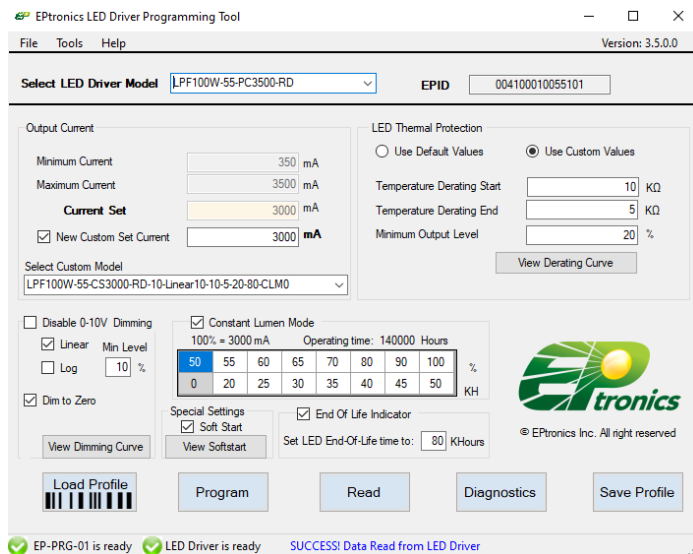 EPtronics LED Driver Programming Tool
File Tools Help Version: 3.5.0.0
Select LED Driver Model LPF100W-55-PC3500-RD EPID 004100010055101
Output Current
Minimum Current 350 mA
Maximum Current 3500 mA
Current Set 3000 mA
New Custom Set Current 3000 mA
Select Custom Model
LPF100W-55-CS3000-RD-10-Linear10-10-5-20-80-CLM0
LED Thermal Protection
Use Default Values Use Custom Values
Temperature Derating Start 10 KΩ
Temperature Derating End 5 KΩ
Minimum Output Level 20 %
View Derating Curve
Disable 0-10V Dimming
Linear Min Level
Log 10 %
Dim to Zero
View Dimming Curve
Constant Lumen Mode
100% = 3000 mA Operating time: 140000 Hours
50 55 60 65 70 80 90 100 %
0 20 25 30 35 40 45 50 KH
Special Settings
Soft Start
View Softstart
End Of Life Indicator
Set LED End-Of-Life time to: 80 KHours
EPtronics
© EPtronics Inc. All right reserved
Load Profile
Program
Read
Diagnostics
Save Profile
EP-PRG-01 is ready LED Driver is ready SUCCESS! Data Read from LED Driver